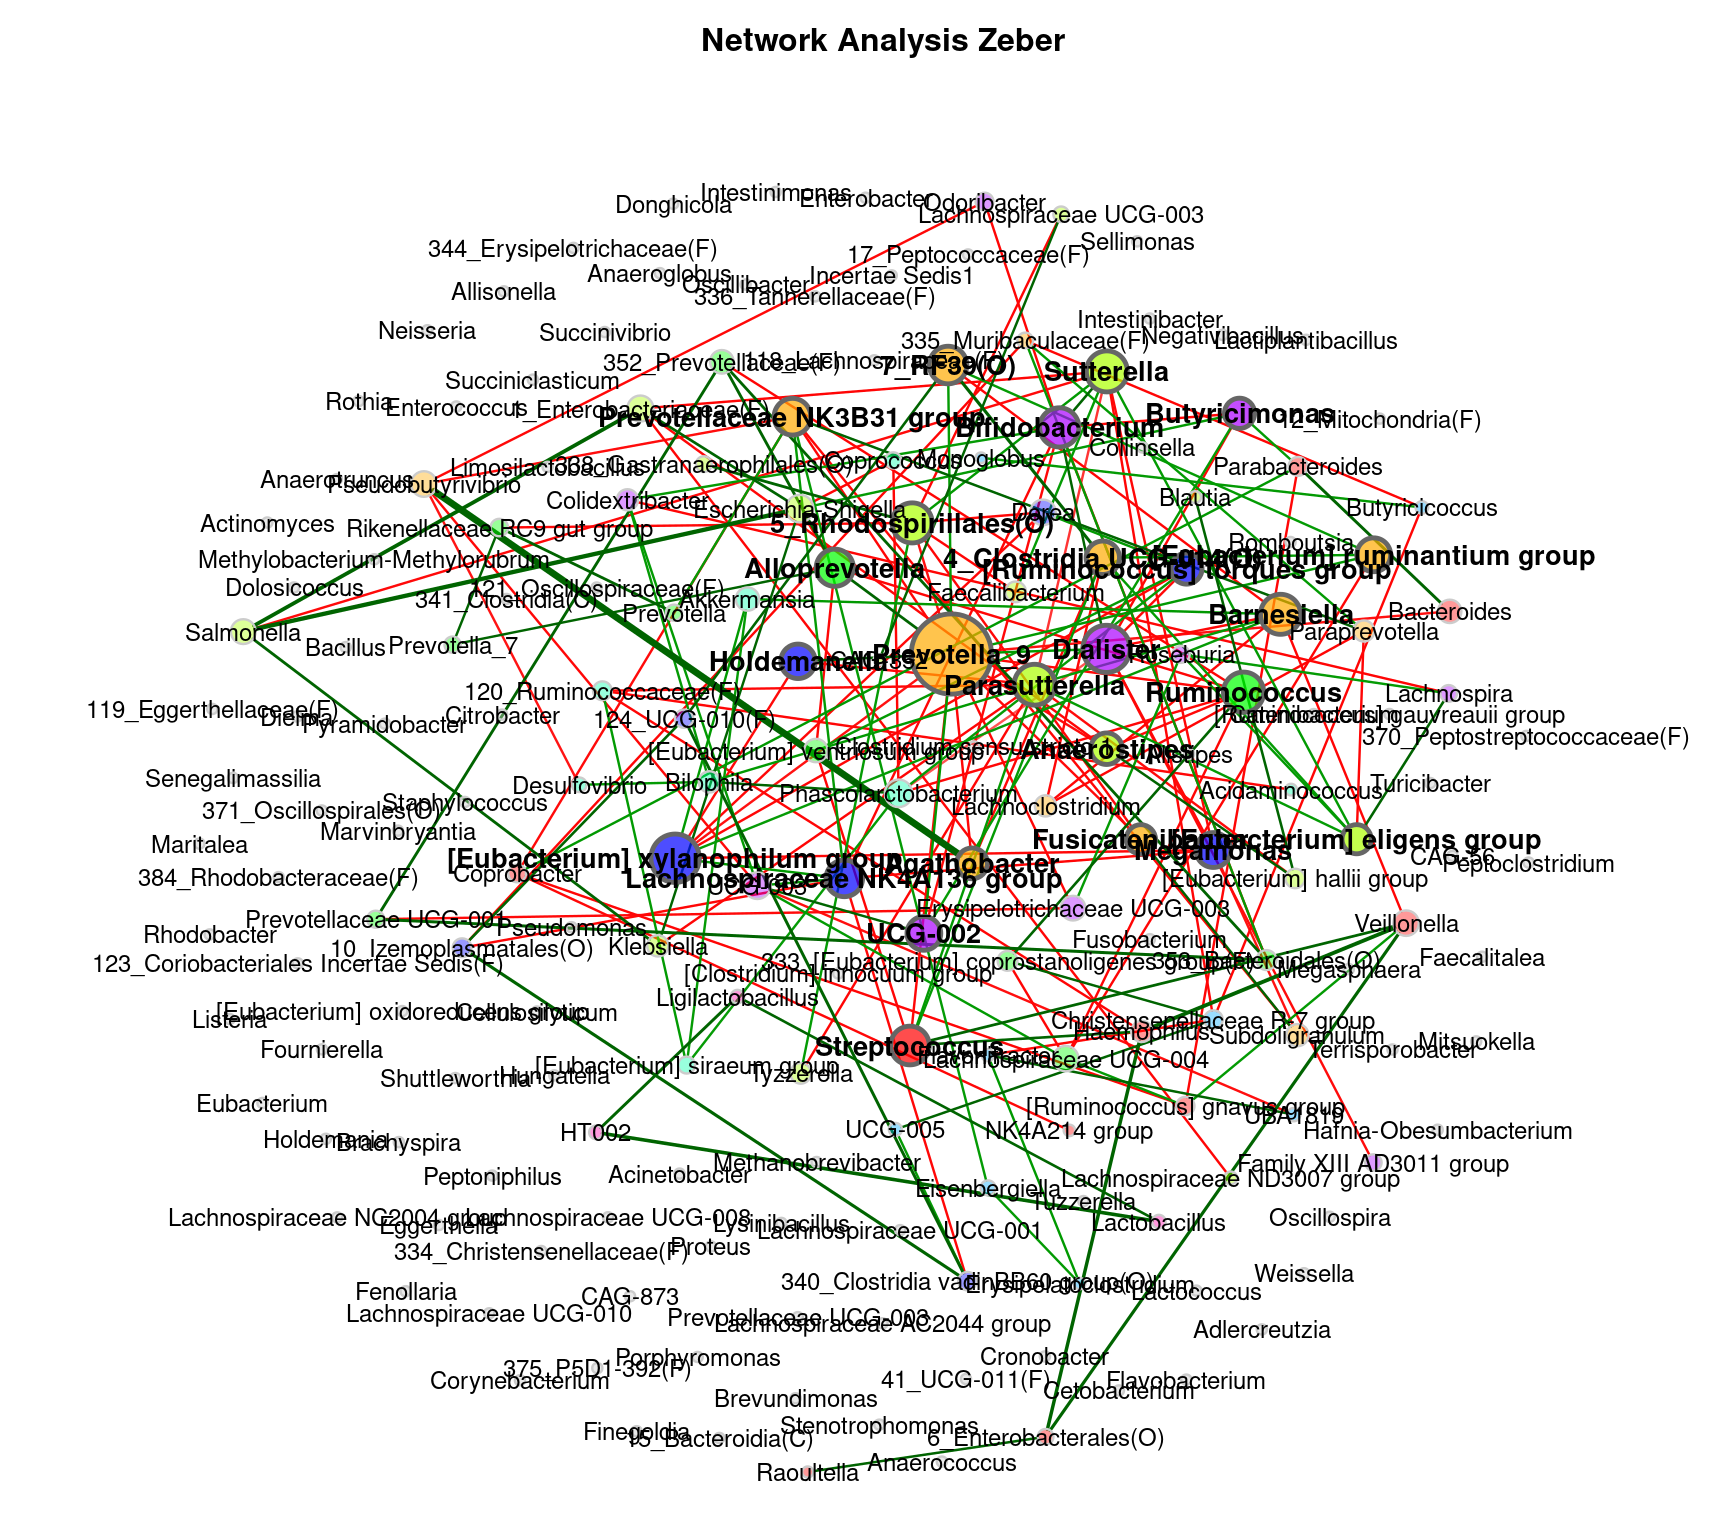 Network Analysis Zeber
Intestinimonas
Enterobacter
Odoribacter
Donghicola
Lachnospiraceae UCG-003
Sellimonas
344_Erysipelotrichaceae(F)
17_Peptococcaceae(F)
Anaeroglobus
Incertae Sedis1
Oscillibacter
Allisonella
336_Tannerellaceae(F)
Intestinibacter
Neisseria
Succinivibrio
Negativibacillus
335_Muribaculaceae(F)
Lactiplantibacillus
352_Prevotellaceae(F)
118_Lachnospiraceae(F)
7_RF39(O)
Sutterella
Succiniclasticum
Rothia
Enterococcus
1_Enterobacteriaceae(F)
Prevotellaceae NK3B31 group
Bifidobacterium
Butyricimonas
12_Mitochondria(F)
Collinsella
Limosilactobacillus
339_Gastranaerophilales(O)
Coprococcus
Monoglobus
Parabacteroides
Anaerotruncus
Pseudobutyrivibrio
Colidextribacter
Escherichia-Shigella
Blautia
Butyricicoccus
Dorea
Actinomyces
Rikenellaceae RC9 gut group
5_Rhodospirillales(O)
Romboutsia
Methylobacterium-Methylorubrum
4_Clostridia UCG-014(O)
[Eubacterium] ruminantium group
Alloprevotella
[Ruminococcus] torques group
Dolosicoccus
121_Oscillospiraceae(F)
341_Clostridia(C)
Akkermansia
Faecalibacterium
Prevotella
Barnesiella
Bacteroides
Salmonella
Paraprevotella
Bacillus
Prevotella_7
Holdemanella
CAG-352
Prevotella_9
Dialister
Roseburia
Parasutterella
120_Ruminococcaceae(F)
Ruminococcus
Lachnospira
119_Eggerthellaceae(F)
Dielma
Pyramidobacter
Citrobacter
124_UCG-010(F)
[Ruminococcus] gauvreauii group
Catenibacterium
370_Peptostreptococcaceae(F)
[Eubacterium] ventriosum group
Clostridium sensu stricto 1
Anaerostipes
Alistipes
Senegalimassilia
Desulfovibrio
Bilophila
Turicibacter
Phascolarctobacterium
Acidaminococcus
Staphylococcus
371_Oscillospirales(O)
Lachnoclostridium
Marvinbryantia
Maritalea
Fusicatenibacter
[Eubacterium] eligens group
Megamonas
[Eubacterium] xylanophilum group
Agathobacter
CAG-56
Peptoclostridium
384_Rhodobacteraceae(F)
Coprobacter
Lachnospiraceae NK4A136 group
UCG-003
[Eubacterium] hallii group
Erysipelotrichaceae UCG-003
Prevotellaceae UCG-001
Veillonella
Pseudomonas
Rhodobacter
UCG-002
Fusobacterium
10_Izemoplasmatales(O)
Klebsiella
Faecalitalea
123_Coriobacteriales Incertae Sedis(F)
333_[Eubacterium] coprostanoligenes group(F)
353_Bacteroidales(O)
Megasphaera
[Clostridium] innocuum group
Ligilactobacillus
[Eubacterium] oxidoreducens group
Cellulosilyticum
Listeria
Christensenellaceae R-7 group
Haemophilus
Subdoligranulum
Mitsuokella
Terrisporobacter
Fournierella
Streptococcus
Lachnospiraceae UCG-004
[Eubacterium] siraeum group
Tyzzerella
Shuttleworthia
Hungatella
Eubacterium
[Ruminococcus] gnavus group
UBA1819
HT002
UCG-005
NK4A214 group
Hafnia-Obesumbacterium
Holdemania
Brachyspira
Methanobrevibacter
Family XIII AD3011 group
Peptoniphilus
Acinetobacter
Lachnospiraceae ND3007 group
Eisenbergiella
Tuzzerella
Lachnospiraceae NC2004 group
Eggerthella
Lachnospiraceae UCG-008
Lysinibacillus
Lachnospiraceae UCG-001
Lactobacillus
Oscillospira
334_Christensenellaceae(F)
Proteus
Weissella
340_Clostridia vadinBB60 group(O)
Erysipelatoclostridium
Lactococcus
Fenollaria
CAG-873
Lachnospiraceae UCG-010
Prevotellaceae UCG-003
Lachnospiraceae AC2044 group
Adlercreutzia
Porphyromonas
Cronobacter
375_P5D1-392(F)
Corynebacterium
41_UCG-011(F)
Flavobacterium
Cetobacterium
Brevundimonas
Stenotrophomonas
Finegoldia
15_Bacteroidia(C)
6_Enterobacterales(O)
Anaerococcus
Raoultella